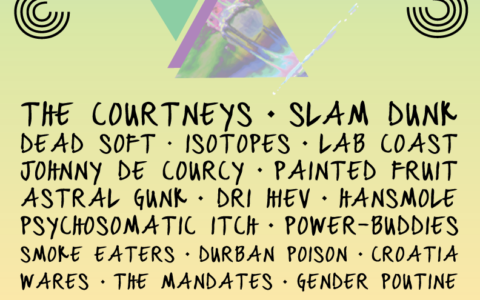 THE COURTNEYS · SLAM DUNK
DEAD SOFT · ISOTOPES · LAB COAST
JOHNNY DE COURCY · PAINTED FRUIT
ASTRAL GUNK · DRI HIEV · HANSMOLE
PSYCHOSOMATIC ITCH · POWER-BUDDIES
SMOKE EATERS · DURBAN POISON · CROATIA
WARES · THE MANDATES · GENDER POUTINE